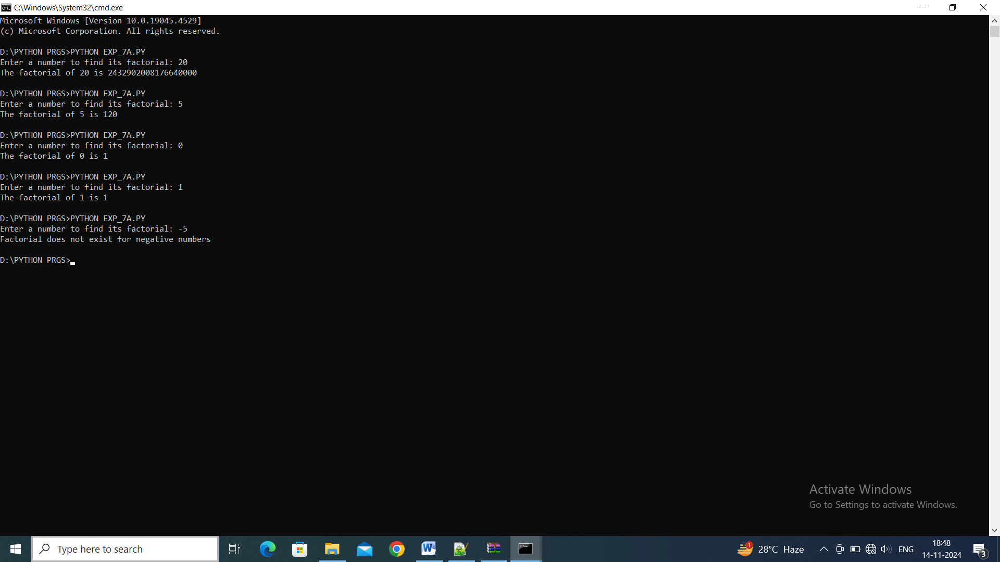 C:\Windows\System32\cmd.exe
Microsoft Windows [Version 10.0.19045.4529]
(c) Microsoft Corporation. All rights reserved.
D:\PYTHON PRGS>PYTHON EXP_7A.PY
Enter a number to find its factorial: 20
The factorial of 20 is 2432902008176640000
D:\PYTHON PRGS>PYTHON EXP_7A.PY
Enter a number to find its factorial: 5
The factorial of 5 is 120
D:\PYTHON PRGS>PYTHON EXP_7A.PY
Enter a number to find its factorial: 0
The factorial of 0 is 1
D:\PYTHON PRGS>PYTHON EXP_7A.PY
Enter a number to find its factorial: 1
The factorial of 1 is 1
D:\PYTHON PRGS>PYTHON EXP_7A.PY
Enter a number to find its factorial: -5
Factorial does not exist for negative numbers
D:\PYTHON PRGS>
Activate Windows
Go to Settings to activate Windows.
Type here to search
1
28°C Haze
ENG
18:48
14-11-2024
3